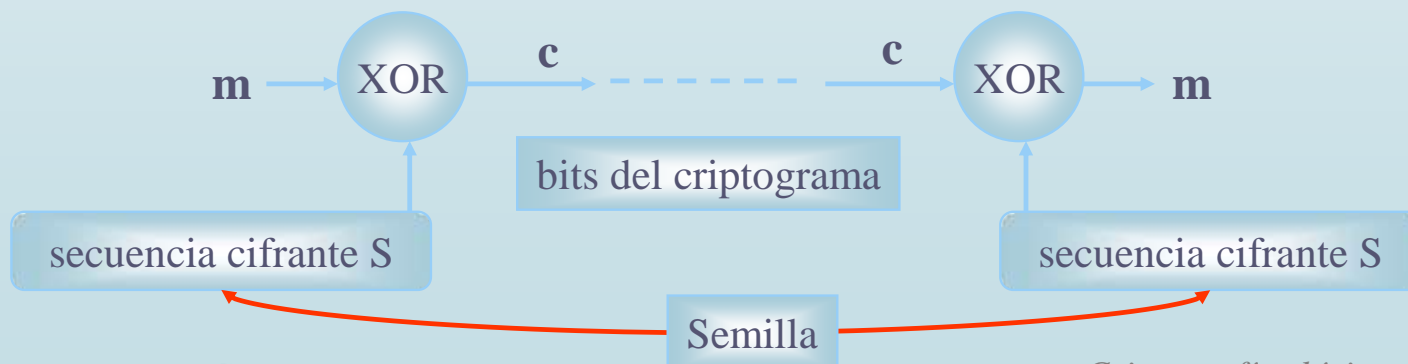 m XOR c c XOR m
bits del criptograma
secuencia cifrante S secuencia cifrante S
Semilla